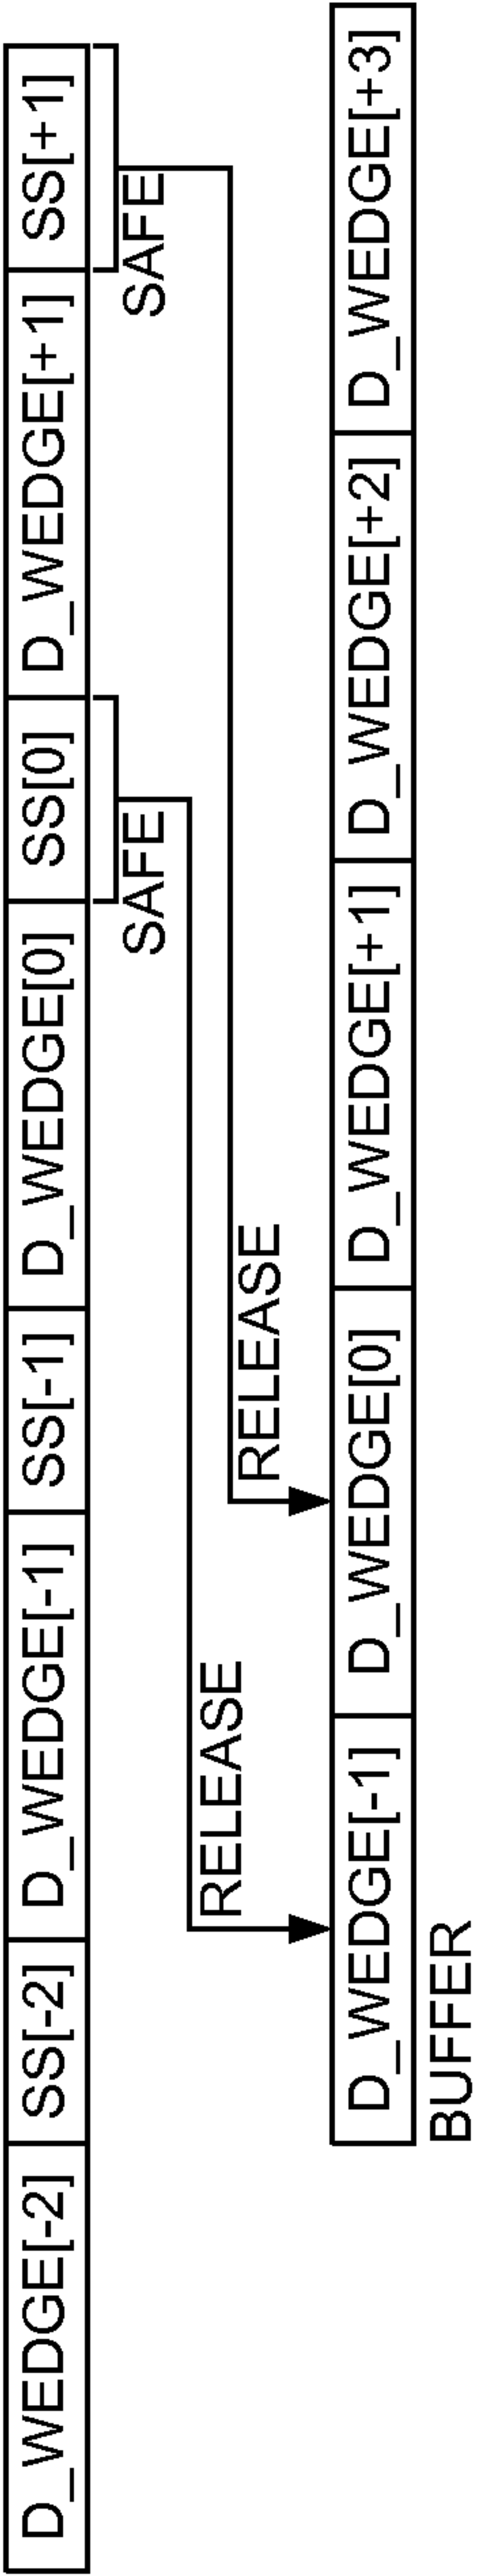 D_WEDGE[-2] SS[-2] D_WEDGE[-1] SS[-1] D_WEDGE[0] SS[0] D_WEDGE[+1] SS[+1]
SAFE SAFE
RELEASE
RELEASE
D_WEDGE[-1] D_WEDGE[0] D_WEDGE[+1] D_WEDGE[+2] D_WEDGE[+3]
BUFFER